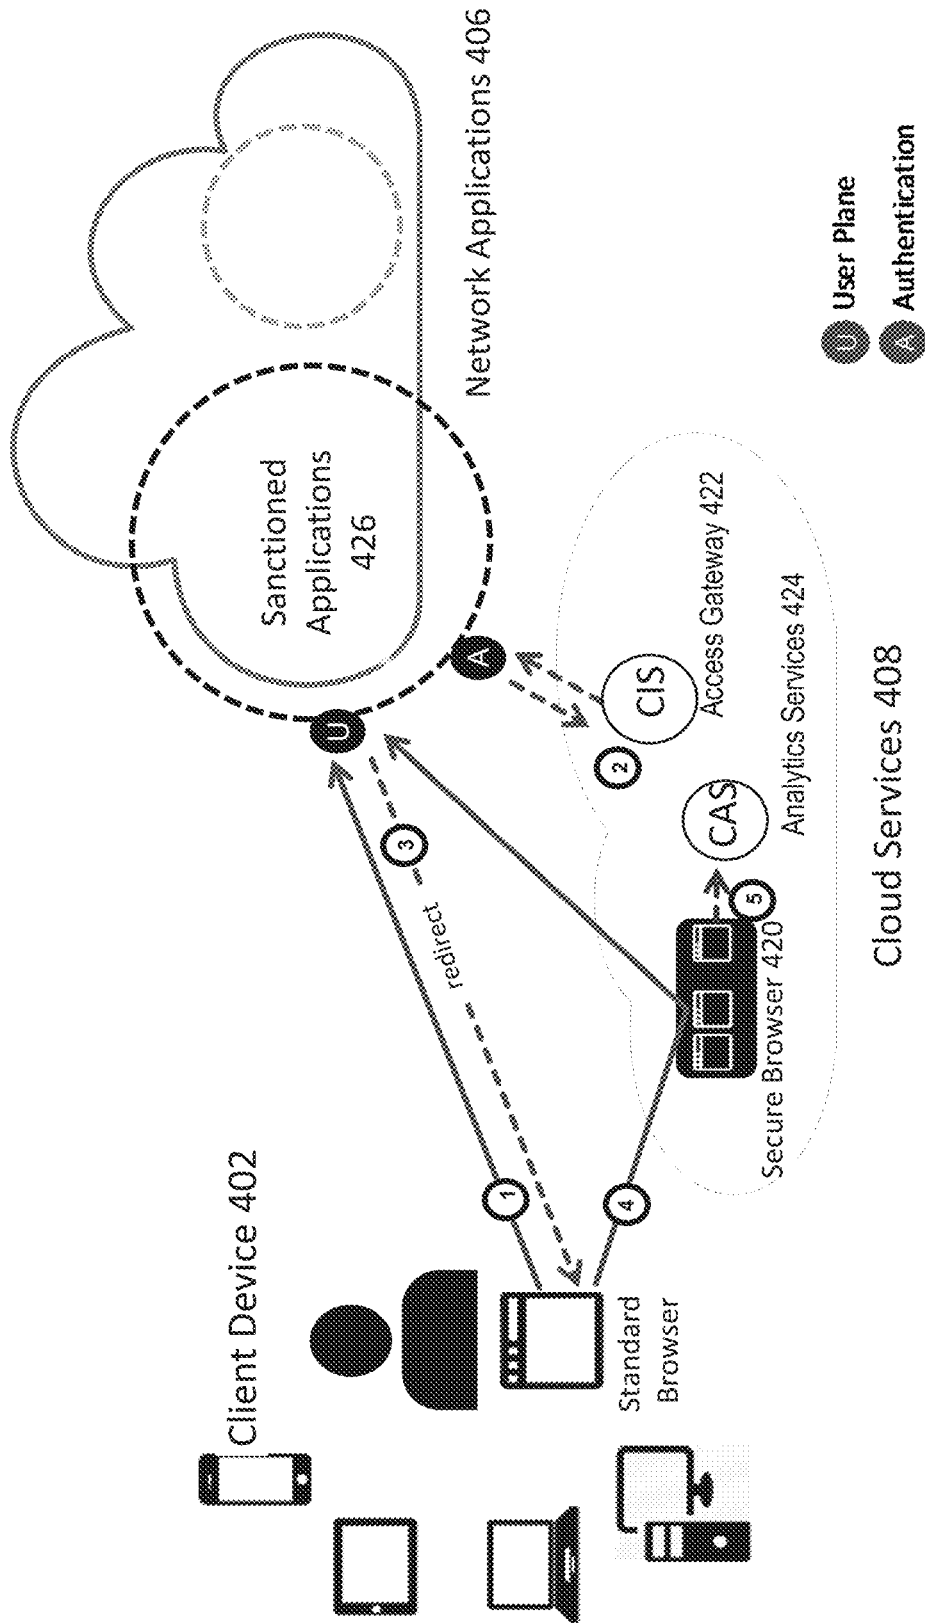 Client Device 402
Standard
Browser
1
redirect
3
4
U
A
Sanctioned
Applications
426
Network Applications 406
2
CIS
Access Gateway 422
CAS
Analytics Services 424
5
Secure Browser 420
Cloud Services 408
U User Plane
A Authentication